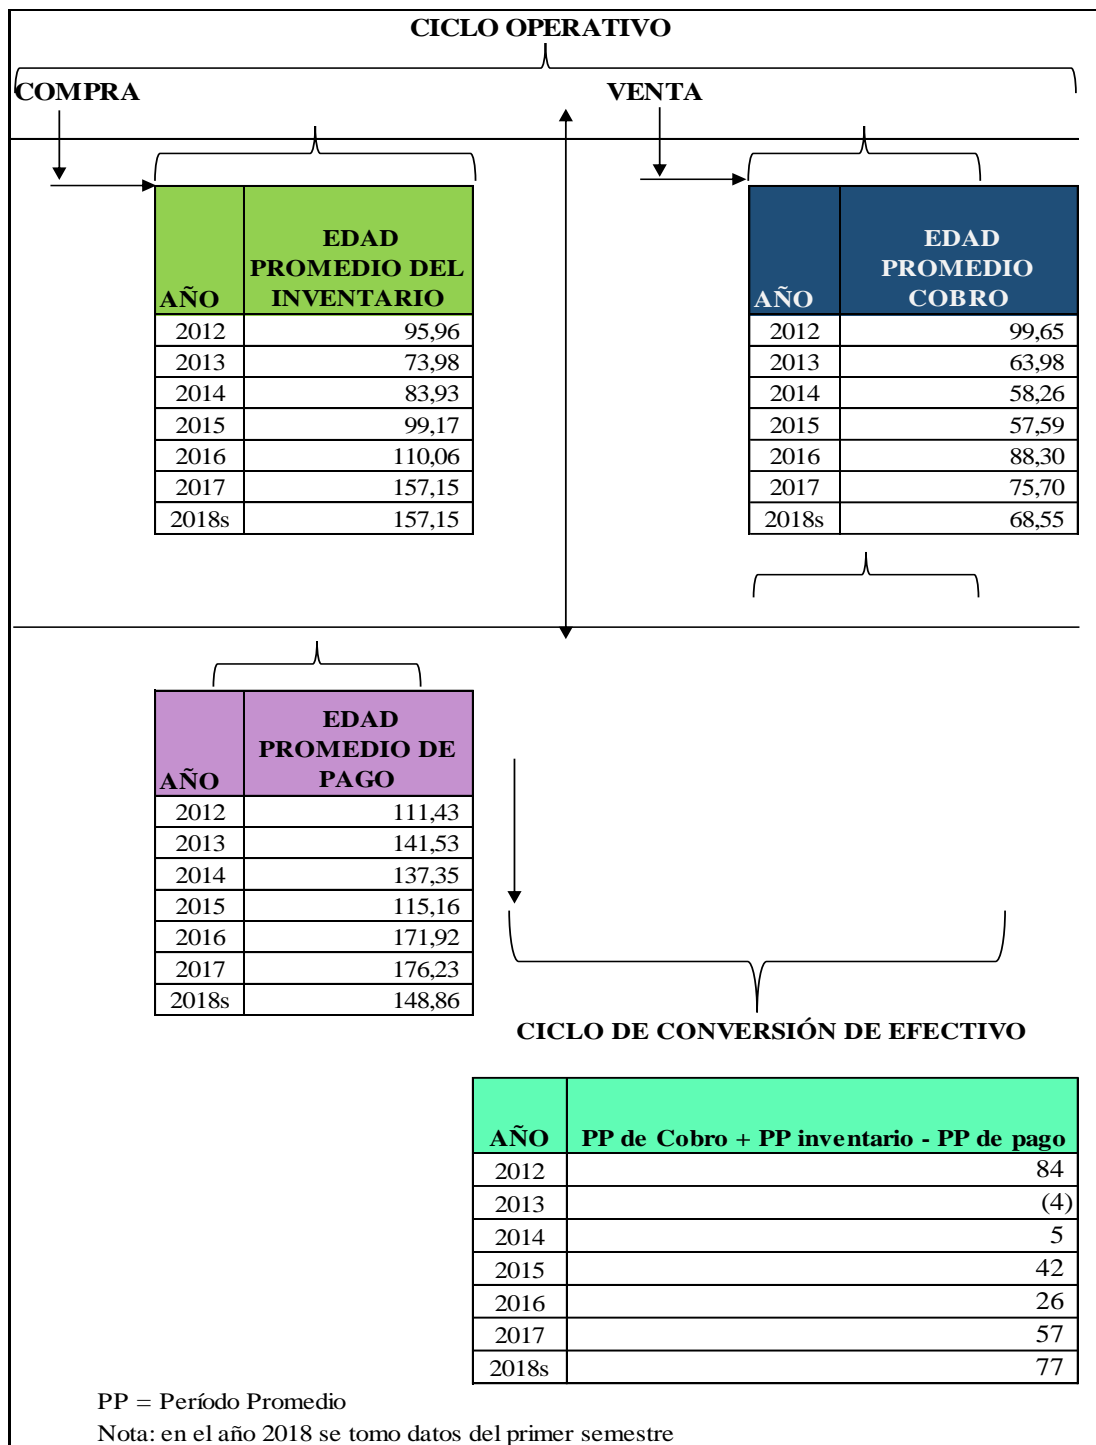 CICLO OPERATIVO
COMPRA
VENTA
AÑO EDAD PROMEDIO DEL INVENTARIO
2012 95,96
2013 73,98
2014 83,93
2015 99,17
2016 110,06
2017 157,15
2018s 157,15
AÑO EDAD PROMEDIO COBRO
2012 99,65
2013 63,98
2014 58,26
2015 57,59
2016 88,30
2017 75,70
2018s 68,55
AÑO EDAD PROMEDIO DE PAGO
2012 111,43
2013 141,53
2014 137,35
2015 115,16
2016 171,92
2017 176,23
2018s 148,86
CICLO DE CONVERSIÓN DE EFECTIVO
AÑO PP de Cobro + PP inventario - PP de pago
2012 84
2013 (4)
2014 5
2015 42
2016 26
2017 57
2018s 77
PP = Período Promedio
Nota: en el año 2018 se tomo datos del primer semestre